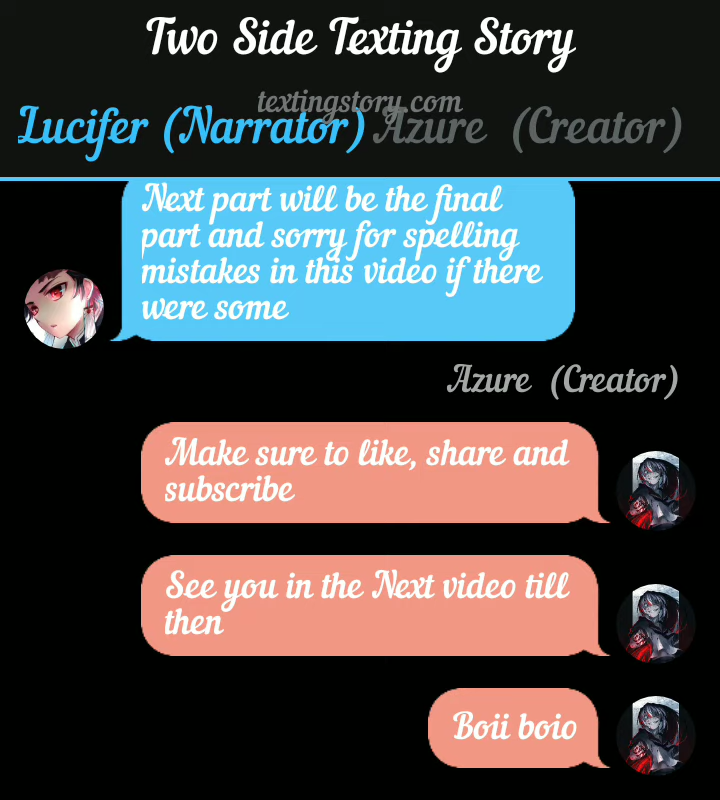 Two Side Texting Story
textingstory.com
Lucifer (Narrator) Azure (Creator)
Next part will be the final
part and sorry for spelling
mistakes in this video if there
were some
Azure (Creator)
Make sure to like, share and
subscribe
See you in the Next video till
then
Boii boio